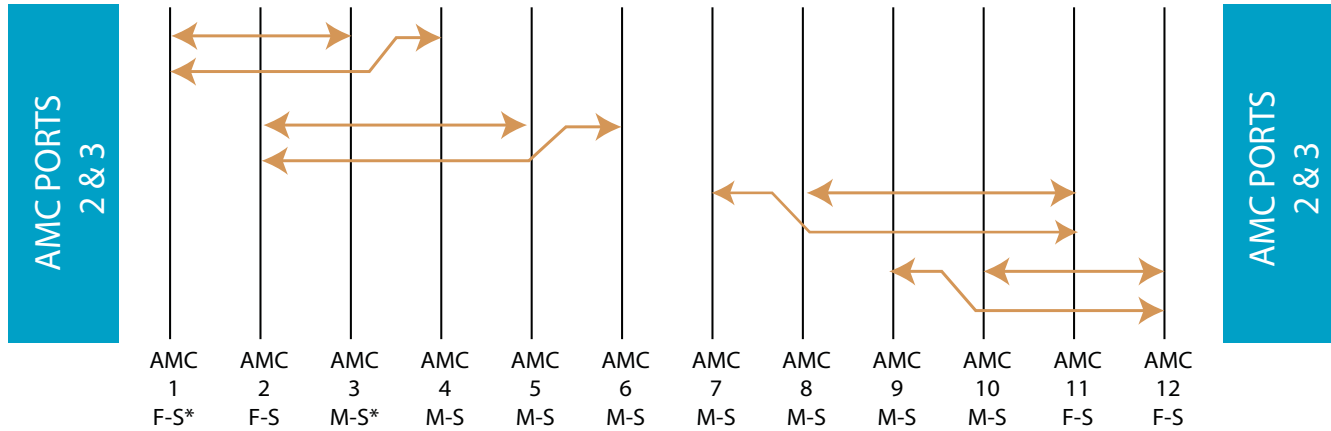 AMC PORTS
2 & 3
AMC PORTS
2 & 3
AMC AMC AMC AMC AMC AMC AMC AMC AMC AMC AMC AMC
1 2 3 4 5 6 7 8 9 10 11 12
F-S* F-S M-S* M-S M-S M-S M-S M-S M-S M-S F-S F-S